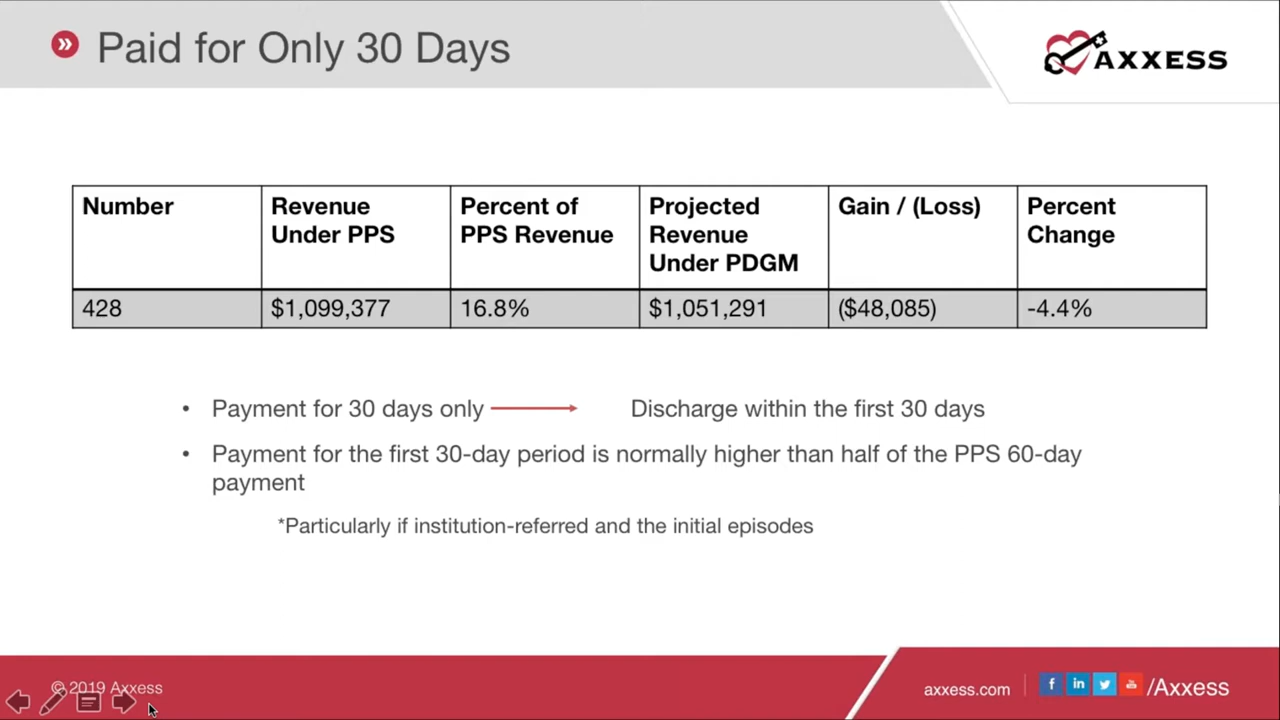 Paid for Only 30 Days
AXXESS
Number
Revenue
Under PPS
Percent of
PPS Revenue
Projected
Revenue
Under PDGM
Gain / (Loss)
Percent
Change
428
$1,099,377
16.8%
$1,051,291
($48,085)
-4.4%
• Payment for 30 days only
Discharge within the first 30 days
• Payment for the first 30-day period is normally higher than half of the PPS 60-day
payment
*Particularly if institution-referred and the initial episodes
© 2019 Axxess
axxess.com
/Axxess